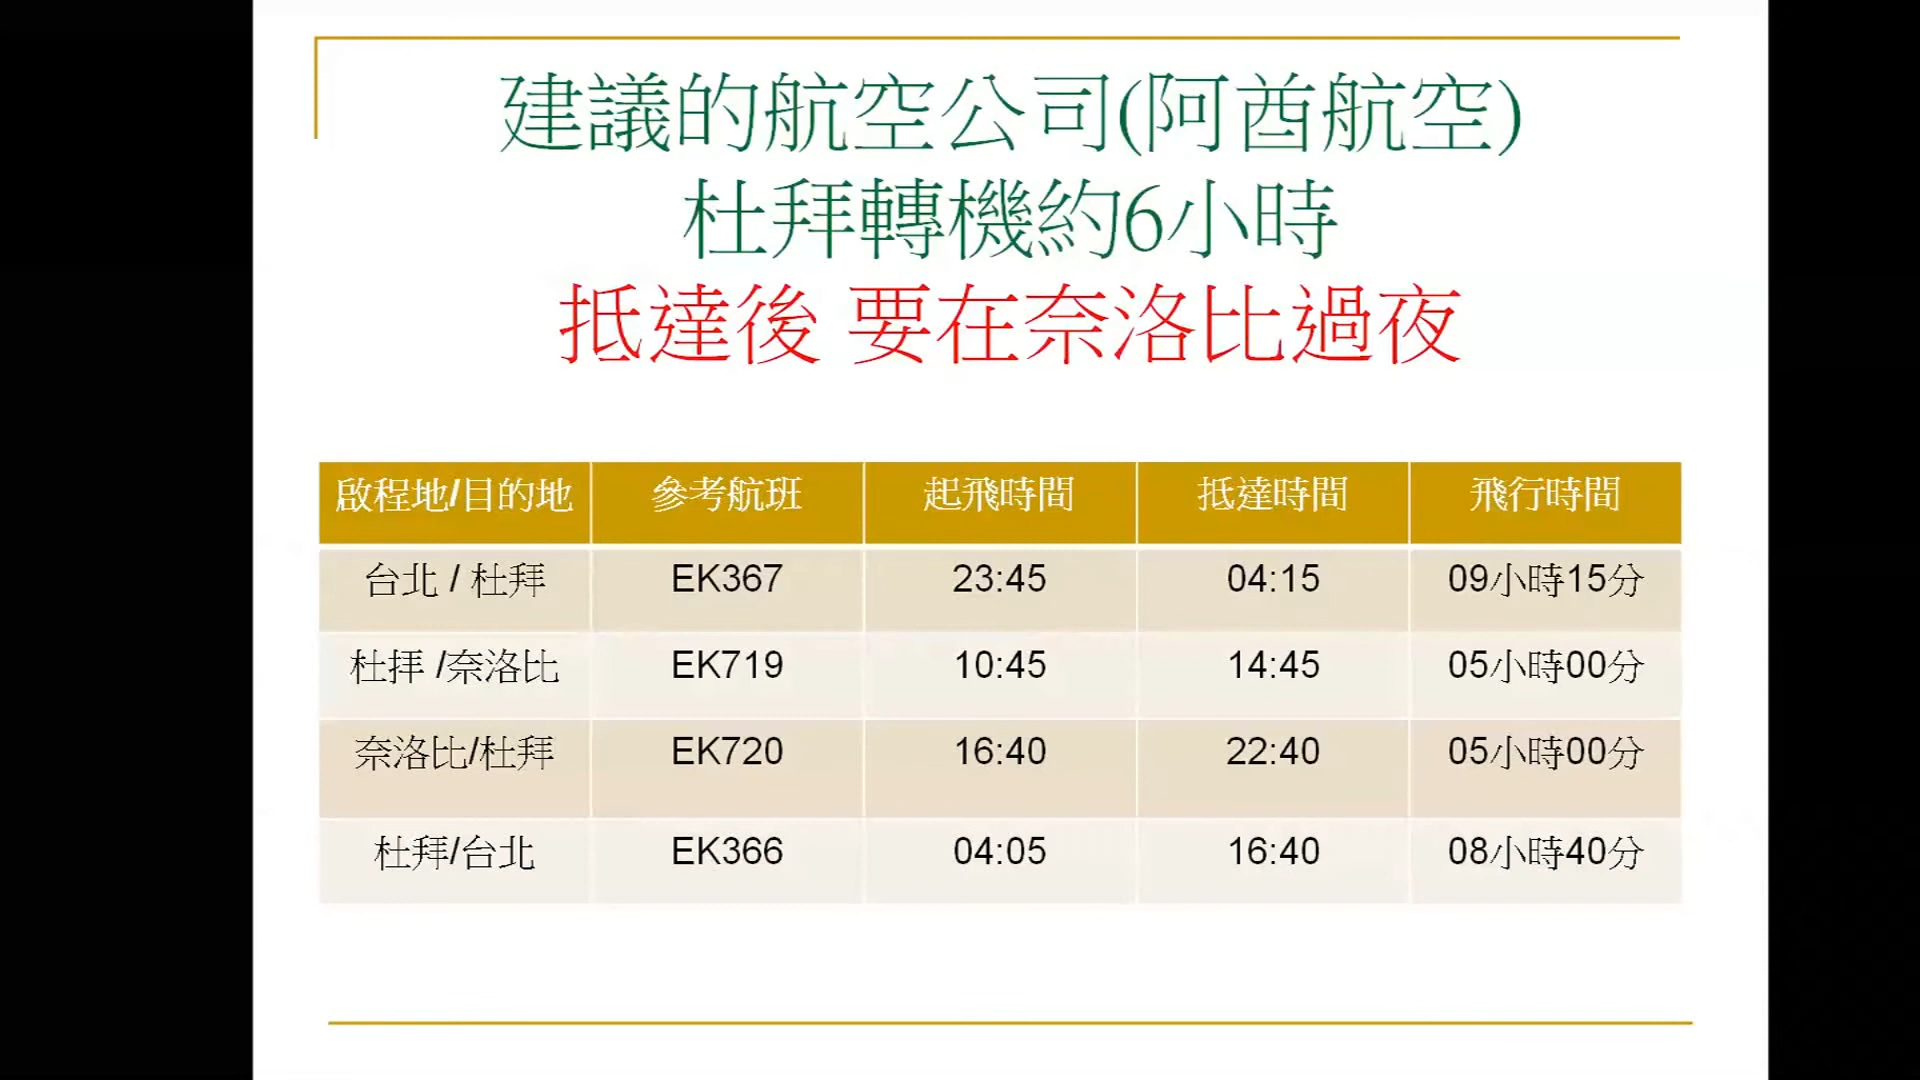 建議的航空公司(阿酋航空)
杜拜轉機約6小時
抵達後 要在奈洛比過夜
啟程地/目的地 參考航班 起飛時間 抵達時間 飛行時間
台北 / 杜拜 EK367 23:45 04:15 09小時15分
杜拝 /奈洛比 EK719 10:45 14:45 05小時00分
奈洛比/杜拜 EK720 16:40 22:40 05小時00分
杜拜/台北 EK366 04:05 16:40 08小時40分